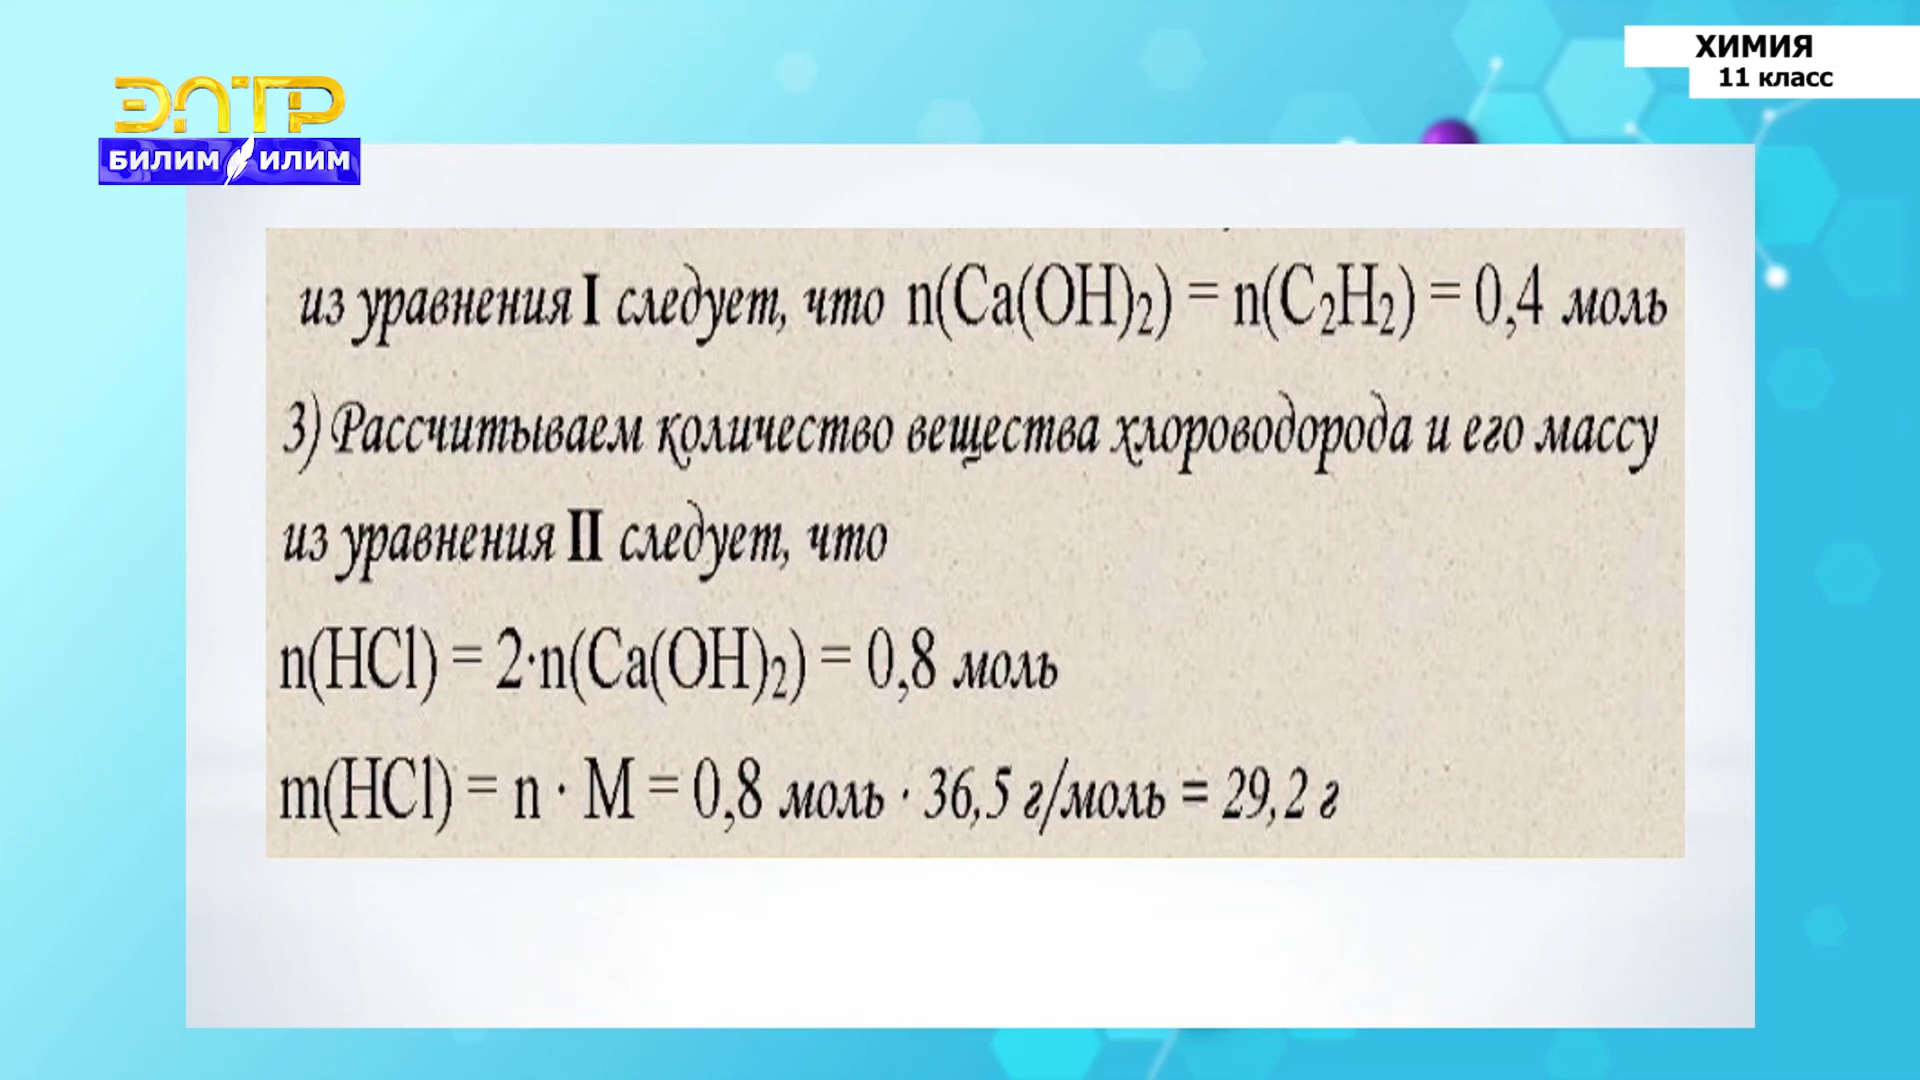 ХИМИЯ
11 класс
ЭЛТР
БИЛИМ ИЛИМ
из уравнения I следует, что n(Ca(OH)₂) = n(C₂H₂) = 0,4 моль
3) Рассчитываем количество вещества хлороводорода и его массу
из уравнения II следует, что
n(HCl) = 2·n(Ca(OH)₂) = 0,8 моль
m(HCl) = n · M = 0,8 моль · 36,5 г/моль = 29,2 г